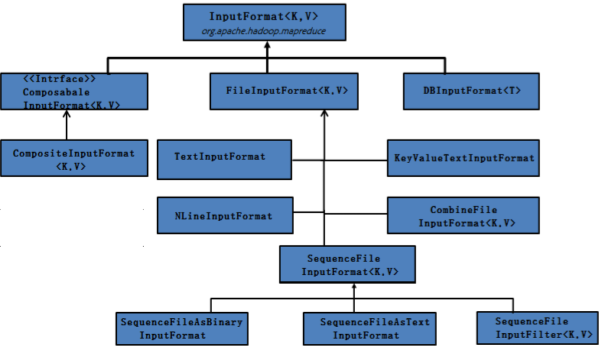 InputFormat<K,V>
org.apache.hadoop.mapreduce
<<Intrface>>
Composabale
InputFormat<K,V>
FileInputFormat<K,V>
DBInputFormat<T>
CompositeInputFormat
<K,V>
TextInputFormat
KeyValueTextInputFormat
NLineInputFormat
CombineFile
InputFormat<K,V>
SequenceFile
InputFormat<K,V>
SequenceFileAsBinary
InputFormat
SequenceFileAsText
InputFormat
SequenceFile
InputFilter<K,V>